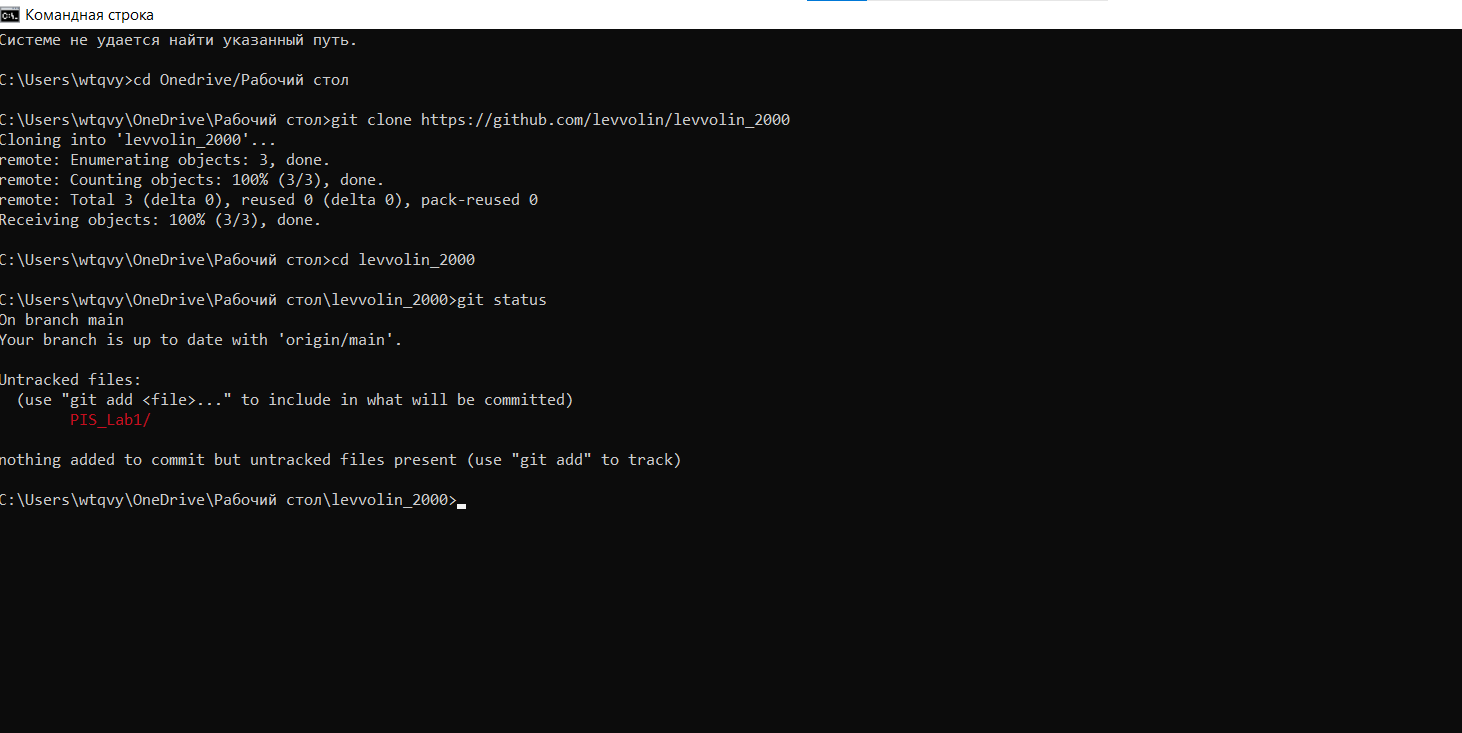 Командная строка
Системе не удается найти указанный путь.
C:\Users\wtqvy>cd Onedrive/Рабочий стол
C:\Users\wtqvy\OneDrive\Рабочий стол>git clone https://github.com/levvolin/levvolin_2000
Cloning into 'levvolin_2000'...
remote: Enumerating objects: 3, done.
remote: Counting objects: 100% (3/3), done.
remote: Total 3 (delta 0), reused 0 (delta 0), pack-reused 0
Receiving objects: 100% (3/3), done.
C:\Users\wtqvy\OneDrive\Рабочий стол>cd levvolin_2000
C:\Users\wtqvy\OneDrive\Рабочий стол\levvolin_2000>git status
On branch main
Your branch is up to date with 'origin/main'.
Untracked files:
(use "git add <file>..." to include in what will be committed)
PIS_Lab1/
nothing added to commit but untracked files present (use "git add" to track)
C:\Users\wtqvy\OneDrive\Рабочий стол\levvolin_2000>